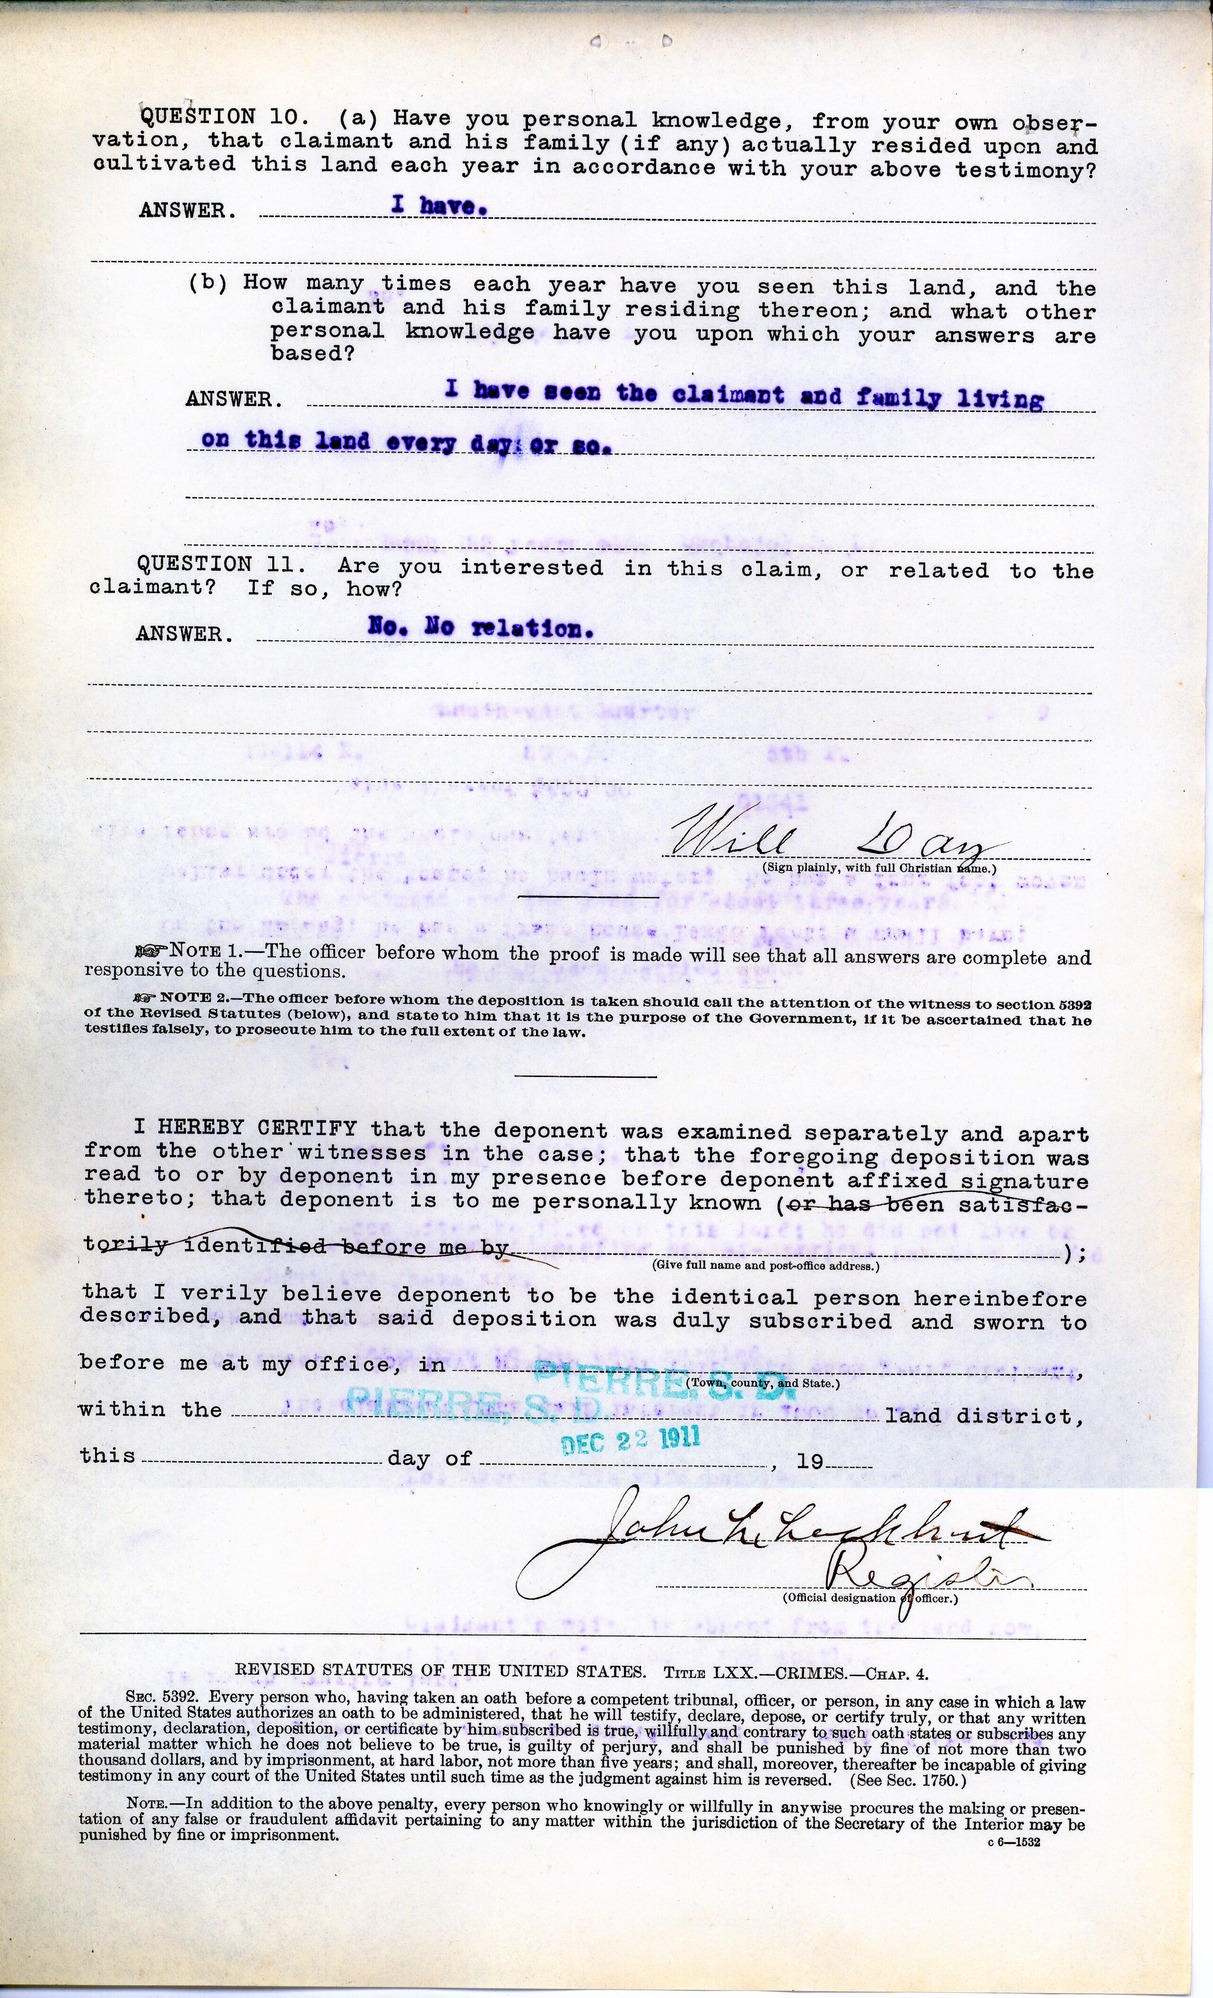 QUESTION 10. (a) Have you personal knowledge, from your own obser-
vation, that claimant and his family (if any) actually resided upon and
cultivated this land each year in accordance with your above testimony?
ANSWER. I have.
(b) How many times each year have you seen this land, and the
claimant and his family residing thereon; and what other
personal knowledge have you upon which your answers are
based?
ANSWER. I have seen the claimant and family living
on this land every day or so.
QUESTION 11. Are you interested in this claim, or related to the
claimant? If so, how?
ANSWER. No. No relation.
Will Day
(Sign plainly, with full Christian name.)
☞NOTE 1.—The officer before whom the proof is made will see that all answers are complete and
responsive to the questions.
☞ NOTE 2.—The officer before whom the deposition is taken should call the attention of the witness to section 5392
of the Revised Statutes (below), and state to him that it is the purpose of the Government, if it be ascertained that he
testifies falsely, to prosecute him to the full extent of the law.
I HEREBY CERTIFY that the deponent was examined separately and apart
from the other witnesses in the case; that the foregoing deposition was
read to or by deponent in my presence before deponent affixed signature
thereto; that deponent is to me personally known (or has been satisfac-
torily identified before me by );
(Give full name and post-office address.)
that I verily believe deponent to be the identical person hereinbefore
described, and that said deposition was duly subscribed and sworn to
before me at my office, in PIERRE, S. D. ,
(Town, county, and State.)
within the PIERRE, S. D. land district,
this day of DEC 22 1911 , 19
John L. Lockhart
Register
(Official designation of officer.)
REVISED STATUTES OF THE UNITED STATES. TITLE LXX.—CRIMES.—CHAP. 4.
SEC. 5392. Every person who, having taken an oath before a competent tribunal, officer, or person, in any case in which a law
of the United States authorizes an oath to be administered, that he will testify, declare, depose, or certify truly, or that any written
testimony, declaration, deposition, or certificate by him subscribed is true, willfully and contrary to such oath states or subscribes any
material matter which he does not believe to be true, is guilty of perjury, and shall be punished by fine of not more than two
thousand dollars, and by imprisonment, at hard labor, not more than five years; and shall, moreover, thereafter be incapable of giving
testimony in any court of the United States until such time as the judgment against him is reversed. (See Sec. 1750.)
NOTE.—In addition to the above penalty, every person who knowingly or willfully in anywise procures the making or presen-
tation of any false or fraudulent affidavit pertaining to any matter within the jurisdiction of the Secretary of the Interior may be
punished by fine or imprisonment.
c 6—1532